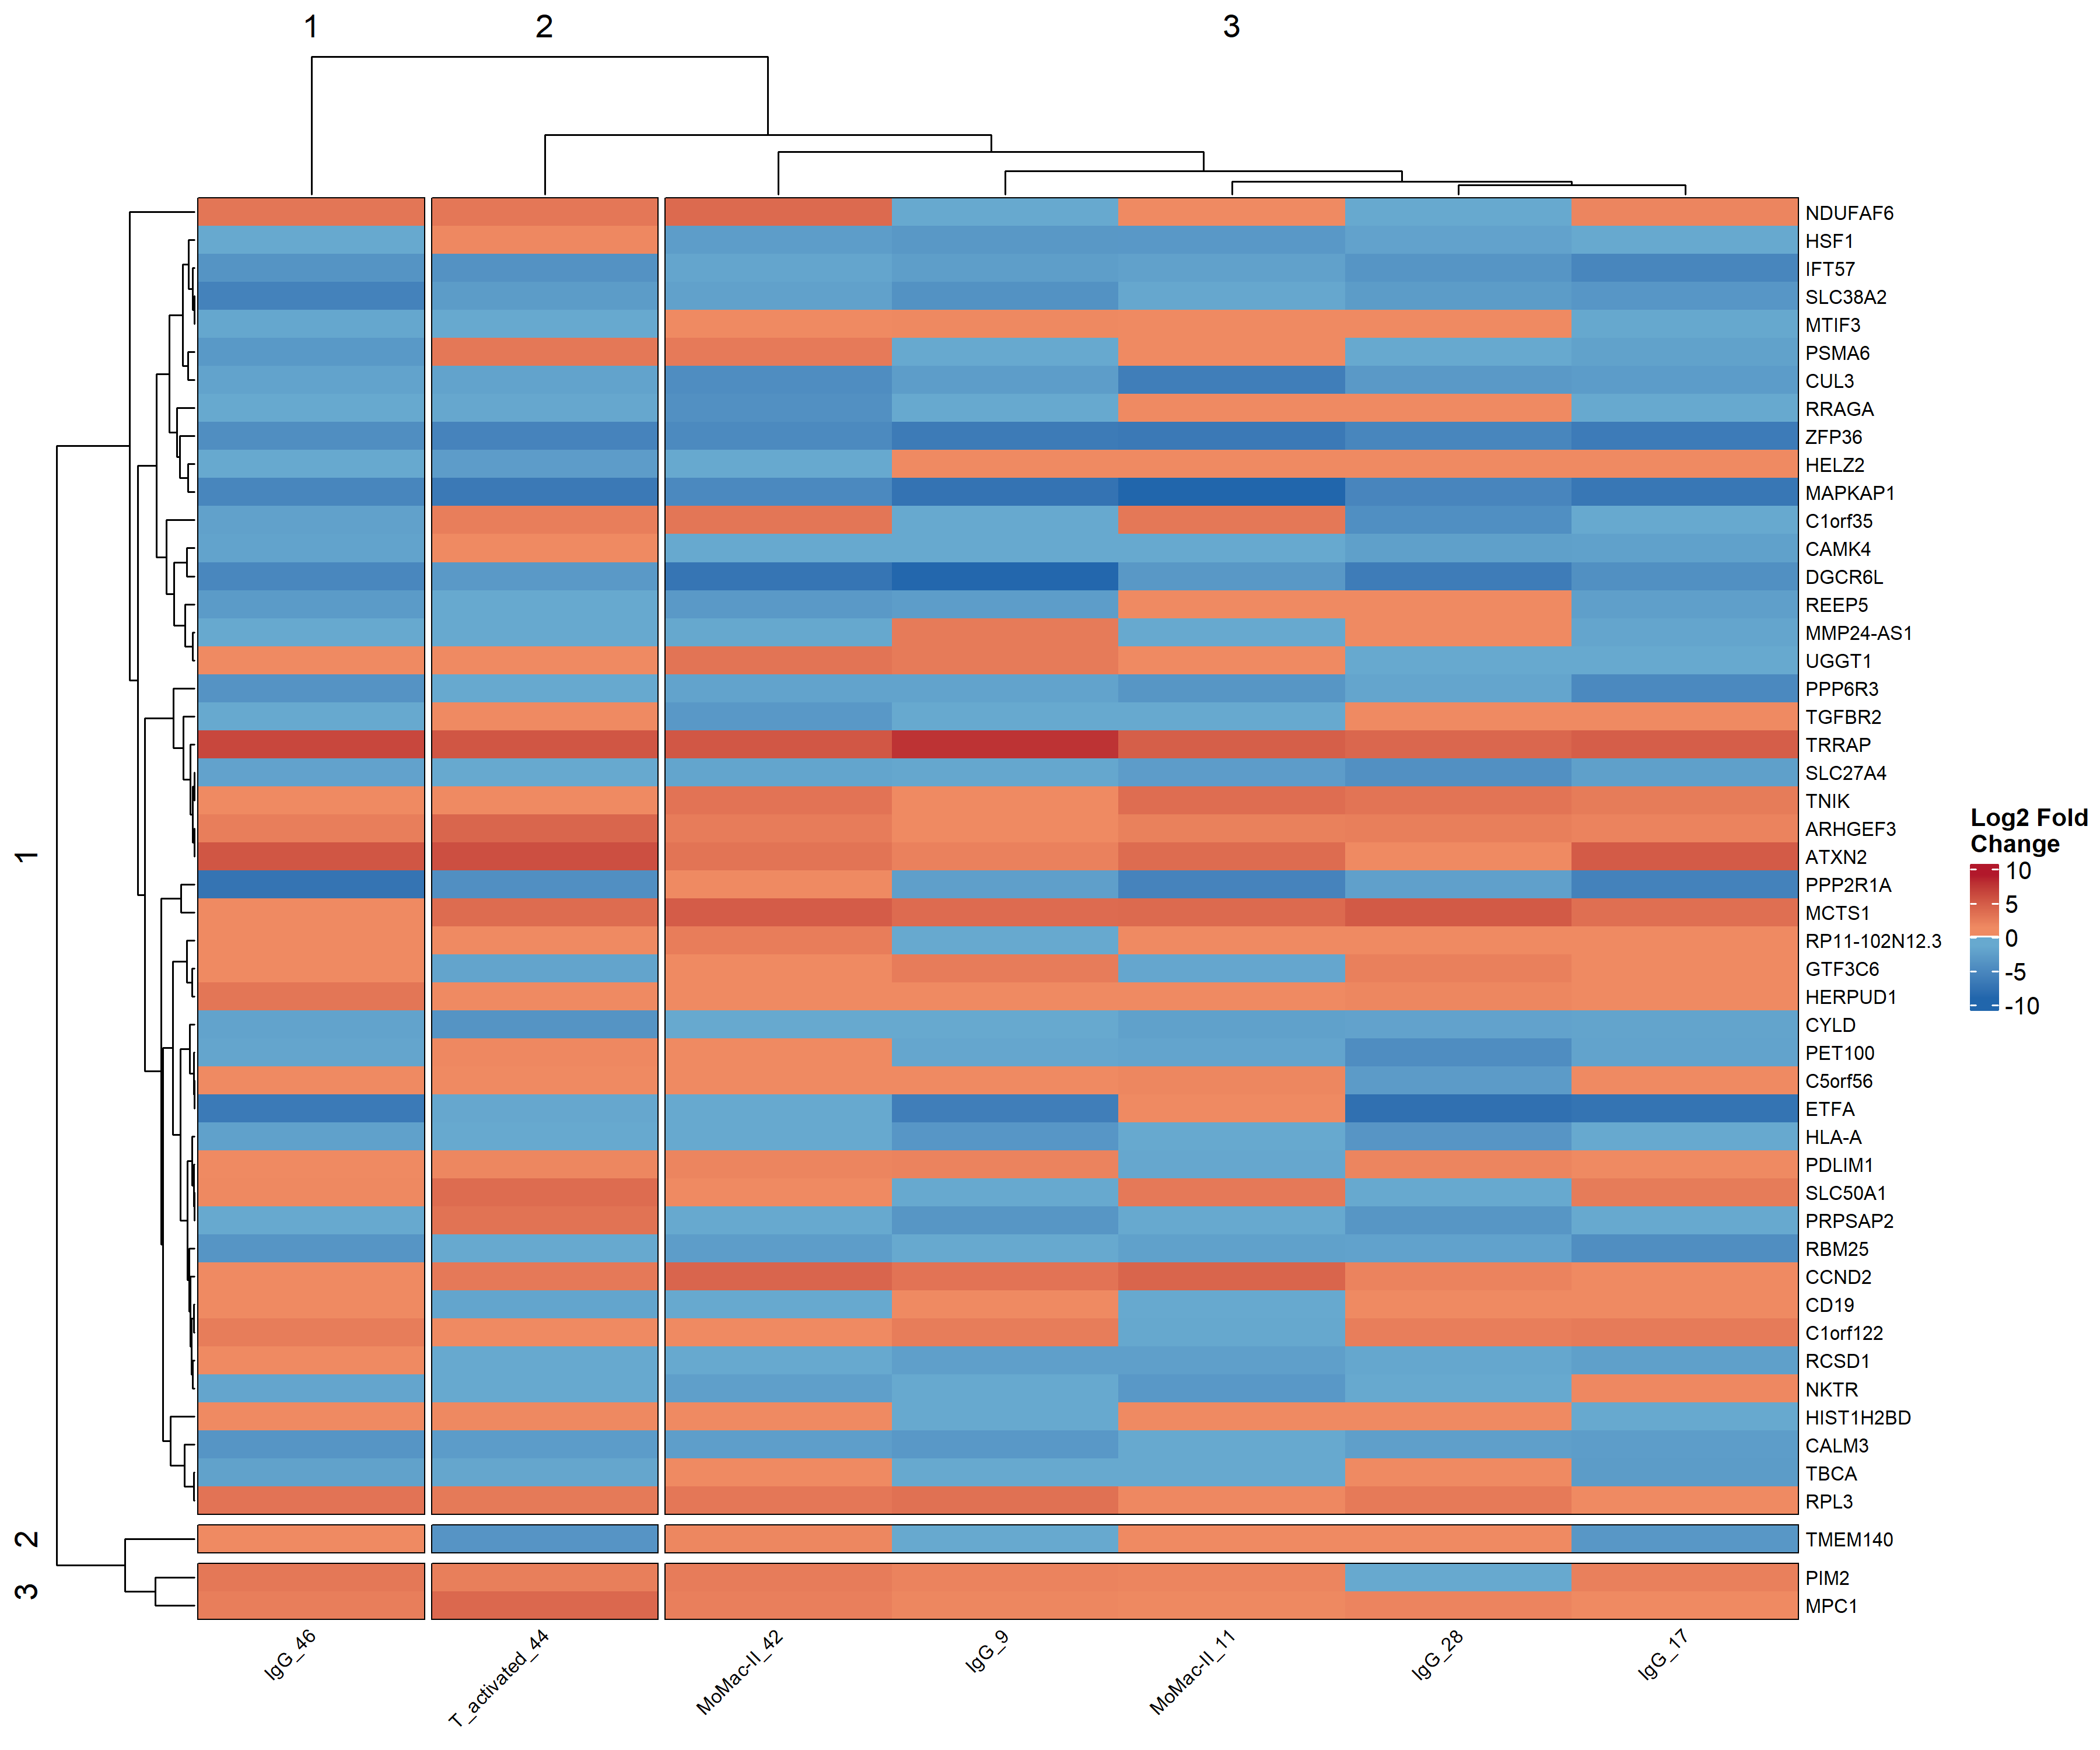 1 2 3
NDUFAF6
HSF1
IFT57
SLC38A2
MTIF3
PSMA6
CUL3
RRAGA
ZFP36
HELZ2
MAPKAP1
C1orf35
CAMK4
DGCR6L
REEP5
MMP24-AS1
UGGT1
PPP6R3
TGFBR2
TRRAP
SLC27A4
TNIK
ARHGEF3
ATXN2
PPP2R1A
MCTS1
RP11-102N12.3
GTF3C6
HERPUD1
CYLD
PET100
C5orf56
ETFA
HLA-A
PDLIM1
SLC50A1
PRPSAP2
RBM25
CCND2
CD19
C1orf122
RCSD1
NKTR
HIST1H2BD
CALM3
TBCA
RPL3
TMEM140
PIM2
MPC1
1
2
3
IgG_46
T_activated_44
MoMac-II_42
IgG_9
MoMac-II_11
IgG_28
IgG_17
Log2 Fold
Change
10
5
0
-5
-10